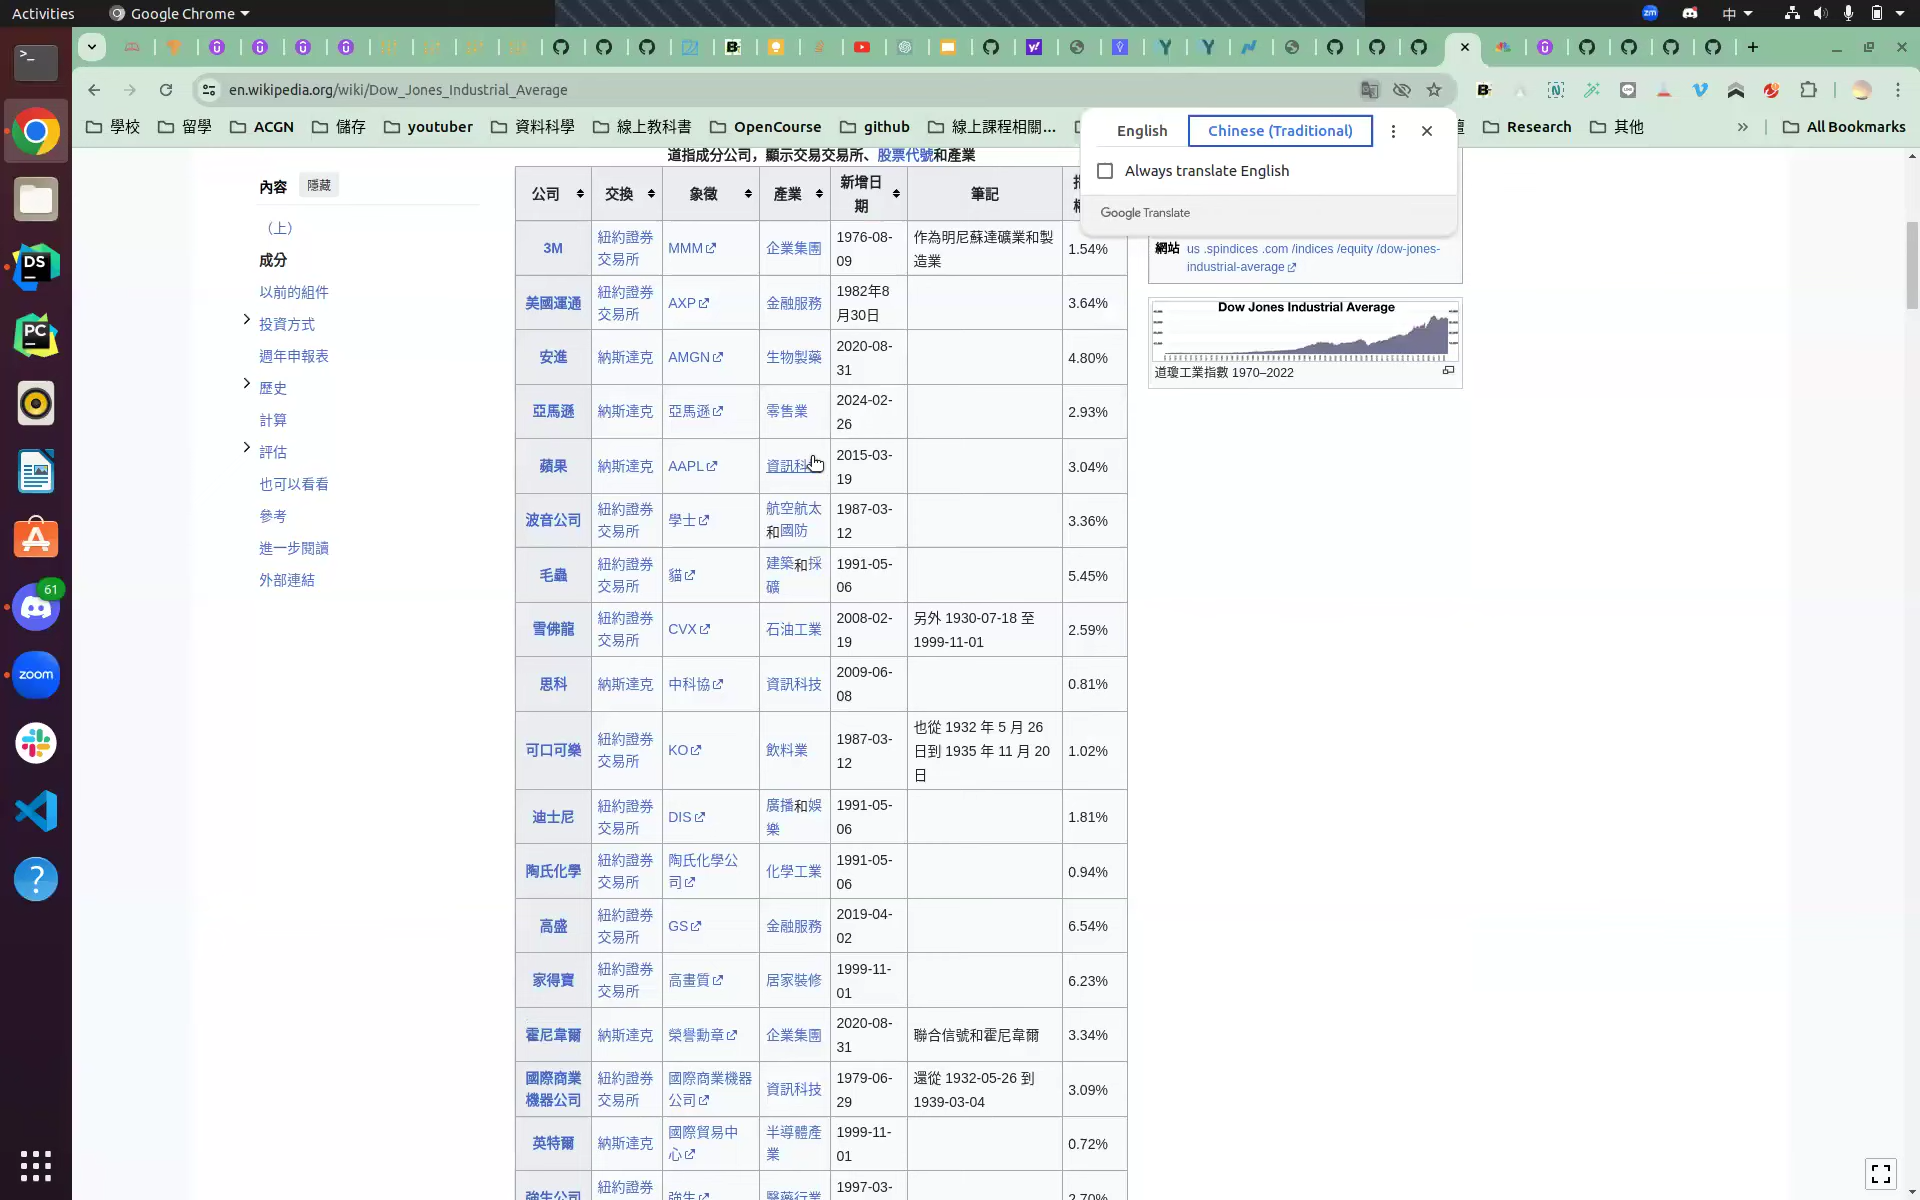 Activities
Google Chrome
zm
中
en.wikipedia.org/wiki/Dow_Jones_Industrial_Average
學校
留學
ACGN
儲存
youtuber
資料科學
線上教科書
OpenCourse
github
線上課程相關...
Research
其他
»
All Bookmarks
English
Chinese (Traditional)
Always translate English
Google Translate
內容
隱藏
（上）
成分
以前的組件
投資方式
週年申報表
歷史
計算
評估
也可以看看
參考
進一步閱讀
外部連結
道指成分公司，顯示交易交易所、股票代號和產業
公司 交換 象徵 產業 新增日期 筆記
3M 紐約證券交易所 MMM 企業集團 1976-08-09 作為明尼蘇達礦業和製造業 1.54%
美國運通 紐約證券交易所 AXP 金融服務 1982年8月30日 3.64%
安進 納斯達克 AMGN 生物製藥 2020-08-31 4.80%
亞馬遜 納斯達克 亞馬遜 零售業 2024-02-26 2.93%
蘋果 納斯達克 AAPL 資訊科 2015-03-19 3.04%
波音公司 紐約證券交易所 學士 航空航太和國防 1987-03-12 3.36%
毛蟲 紐約證券交易所 貓 建築和採礦 1991-05-06 5.45%
雪佛龍 紐約證券交易所 CVX 石油工業 2008-02-19 另外 1930-07-18 至 1999-11-01 2.59%
思科 納斯達克 中科協 資訊科技 2009-06-08 0.81%
可口可樂 紐約證券交易所 KO 飲料業 1987-03-12 也從 1932 年 5 月 26 日到 1935 年 11 月 20 日 1.02%
迪士尼 紐約證券交易所 DIS 廣播和娛樂 1991-05-06 1.81%
陶氏化學 紐約證券交易所 陶氏化學公司 化學工業 1991-05-06 0.94%
高盛 紐約證券交易所 GS 金融服務 2019-04-02 6.54%
家得寶 紐約證券交易所 高畫質 居家裝修 1999-11-01 6.23%
霍尼韋爾 納斯達克 榮譽勳章 企業集團 2020-08-31 聯合信號和霍尼韋爾 3.34%
國際商業機器公司 紐約證券交易所 國際商業機器公司 資訊科技 1979-06-29 還從 1932-05-26 到 1939-03-04 3.09%
英特爾 納斯達克 國際貿易中心 半導體產業 1999-11-01 0.72%
強生公司 紐約證券 強生 醫藥行業 1997-03- 2.70%
網站 us .spindices .com /indices /equity /dow-jones-industrial-average
Dow Jones Industrial Average
道瓊工業指數 1970–2022
61
zoom
DS
PC